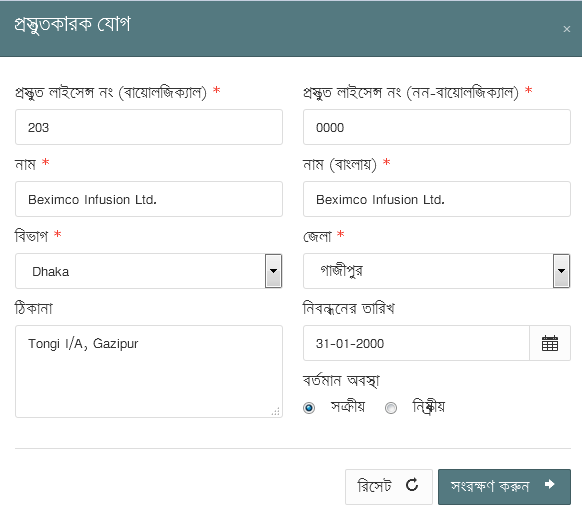 প্রস্তুতকারক যোগ
×
প্রস্তুত লাইসেন্স নং (বায়োলজিক্যাল) *
প্রস্তুত লাইসেন্স নং (নন-বায়োলজিক্যাল) *
203
0000
নাম *
নাম (বাংলায়) *
Beximco Infusion Ltd.
Beximco Infusion Ltd.
বিভাগ *
জেলা *
Dhaka
গাজীপুর
ঠিকানা
নিবন্ধনের তারিখ
Tongi I/A, Gazipur
31-01-2000
বর্তমান অবস্থা
সক্রীয়
নিষ্ক্রীয়
রিসেট
সংরক্ষণ করুন